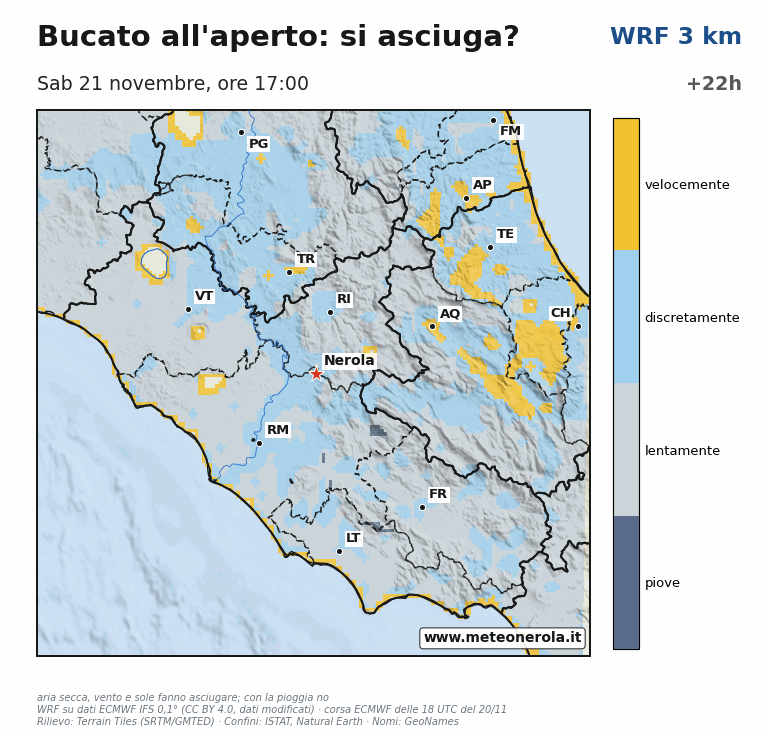 Bucato all'aperto: si asciuga?
WRF 3 km
Sab 21 novembre, ore 17:00
+22h
FM
PG
AP
TE
TR
VT
RI
AQ
CH
Nerola
RM
FR
LT
www.meteonerola.it
velocemente
discretamente
lentamente
piove
aria secca, vento e sole fanno asciugare; con la pioggia no
WRF su dati ECMWF IFS 0,1° (CC BY 4.0, dati modificati) · corsa ECMWF delle 18 UTC del 20/11
Rilievo: Terrain Tiles (SRTM/GMTED) · Confini: ISTAT, Natural Earth · Nomi: GeoNames